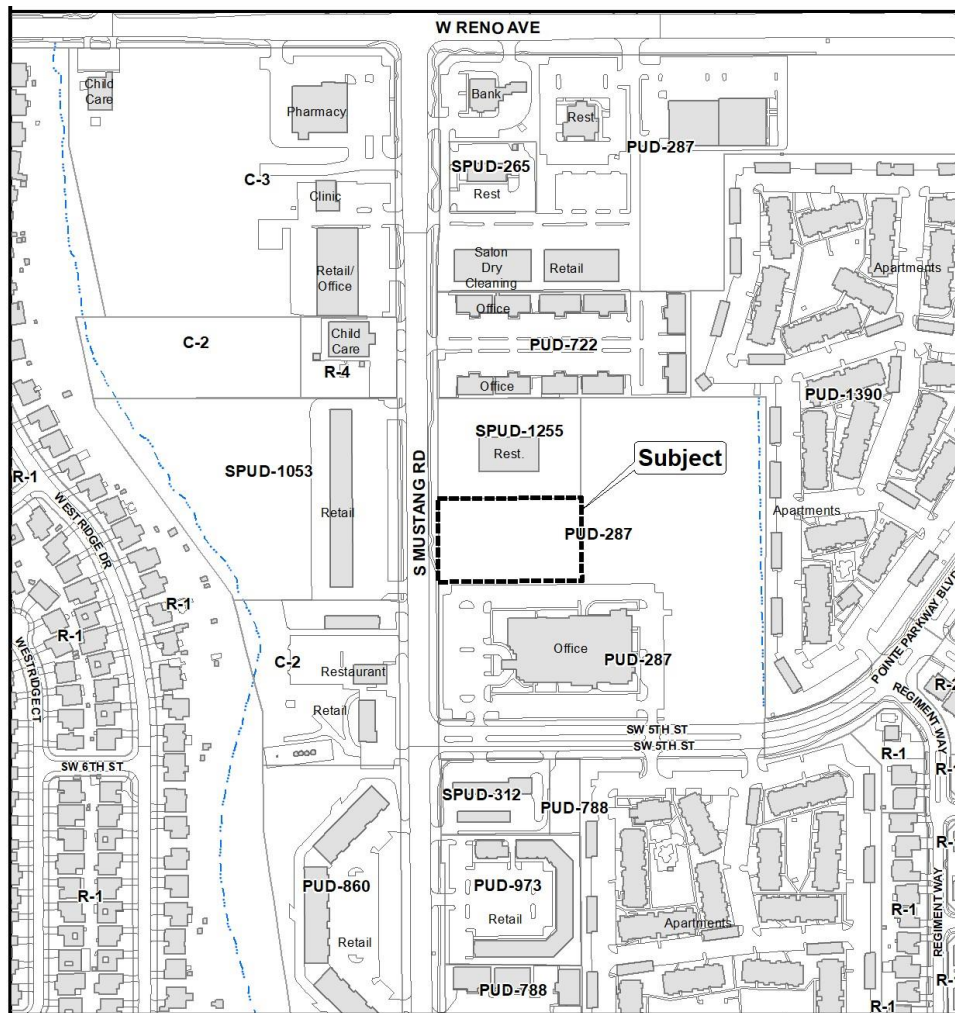 W RENO AVE
Child
Care
Pharmacy
Bank
Rest.
PUD-287
SPUD-265
Rest
C-3
Clinic
Retail/
Office
Salon
Dry
Cleaning
Retail
Apartments
Office
C-2
Child
Care
R-4
PUD-722
Office
PUD-1390
SPUD-1255
Rest.
Subject
SPUD-1053
Retail
S MUSTANG RD
PUD-287
Apartments
R-1
WESTRIDGE DR
R-1
R-1
WESTRIDGE CT
C-2
Restaurant
Retail
Office
PUD-287
POINTE PARKWAY BLVD
R-2
REGIMENT WAY
SW 5TH ST
SW 5TH ST
R-1
R-1
SW 6TH ST
SPUD-312
PUD-788
R-1
PUD-860
PUD-973
Retail
Retail
Apartments
R-1
R-1
REGIMENT WAY
PUD-788
R-1
R-1